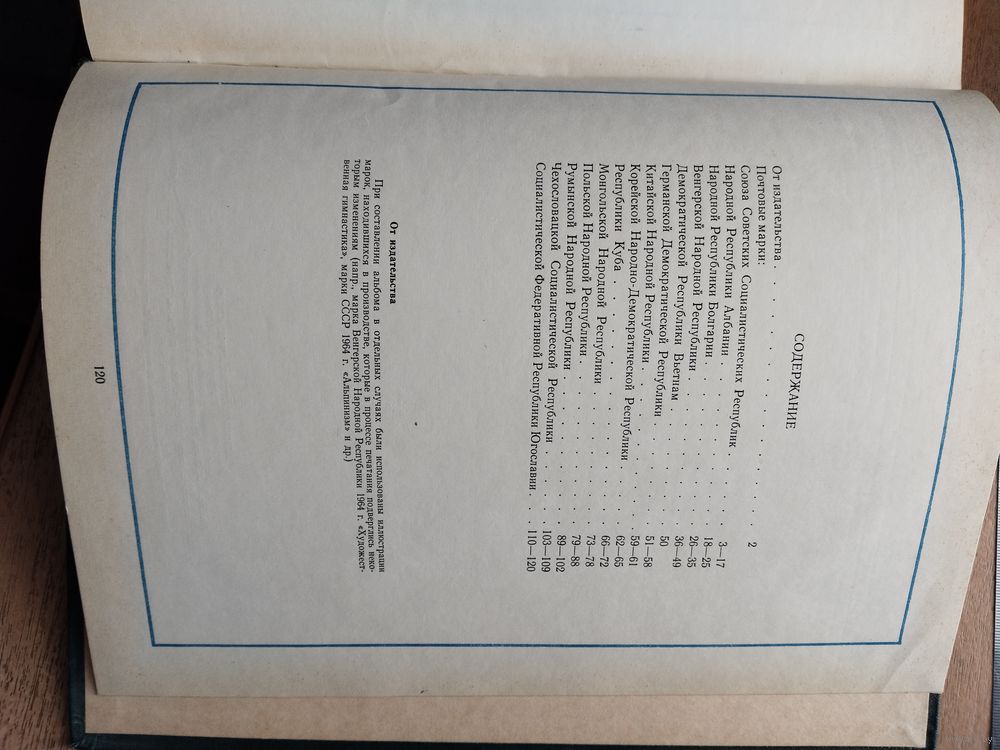 СОДЕРЖАНИЕ
От издательства . . . . . . . . . . . . . . . 2
Почтовые марки:
Союза Советских Социалистических Республик . . . . . 3—17
Народной Республики Албании . . . . . . . . . . 18—25
Народной Республики Болгарии . . . . . . . . . . 26—35
Венгерской Народной Республики . . . . . . . . . 36—49
Демократической Республики Вьетнам . . . . . . . . 50
Германской Демократической Республики . . . . . . . 51—58
Китайской Народной Республики . . . . . . . . . . 59—61
Корейской Народно-Демократической Республики . . . . 62—65
Республики Куба . . . . . . . . . . . . . . 66—72
Монгольской Народной Республики . . . . . . . . . 73—78
Польской Народной Республики . . . . . . . . . . 79—88
Румынской Народной Республики . . . . . . . . . 89—102
Чехословацкой Социалистической Республики . . . . . 103—109
Социалистической Федеративной Республики Югославии . . . 110—120
От издательства
При составлении альбома в отдельных случаях были использованы иллюстрации
марок, находившихся в производстве, которые в процессе печатания подверглись неко-
торым изменениям (напр., марка Венгерской Народной Республики 1964 г. «Художест-
венная гимнастика», марки СССР 1964 г. «Альпинизм» и др.)
120